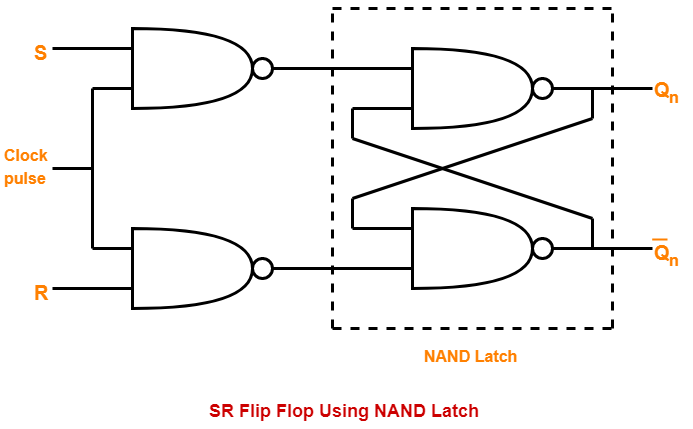 S
Clock
pulse
R
Qn
Q̅n
NAND Latch
SR Flip Flop Using NAND Latch